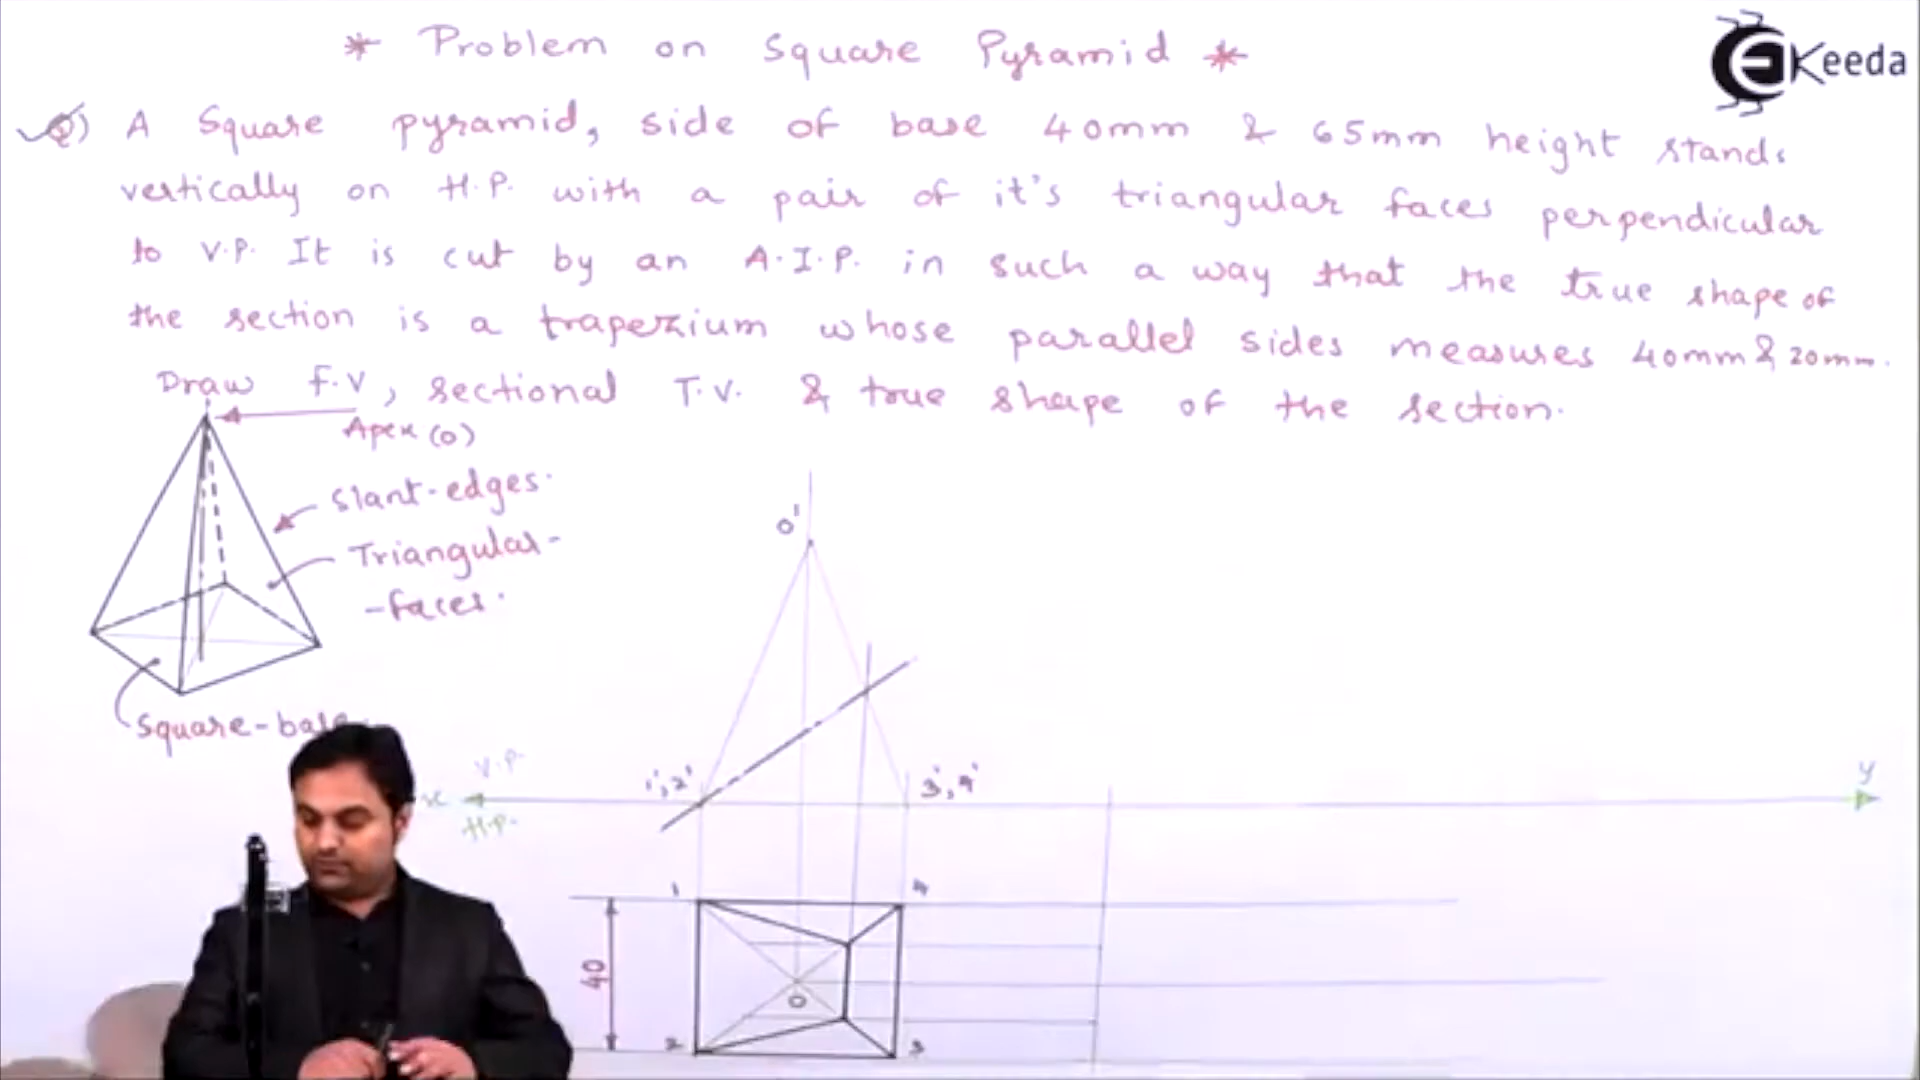 * Problem on Square Pyramid *
Keeda
Q) A Square pyramid, side of base 40mm & 65mm height stands
vertically on H.P. with a pair of it's triangular faces perpendicular
to V.P. It is cut by an A.I.P. in such a way that the true shape of
the section is a trapezium whose parallel sides measures 40mm & 20mm.
Draw F.V, sectional T.V. & true shape of the section.
Apex (o)
Slant-edges.
Triangular-
-faces.
Square-base
o'
V.P.
x
H.P.
1',2'
3',4'
y
1
4
40
o
2
3